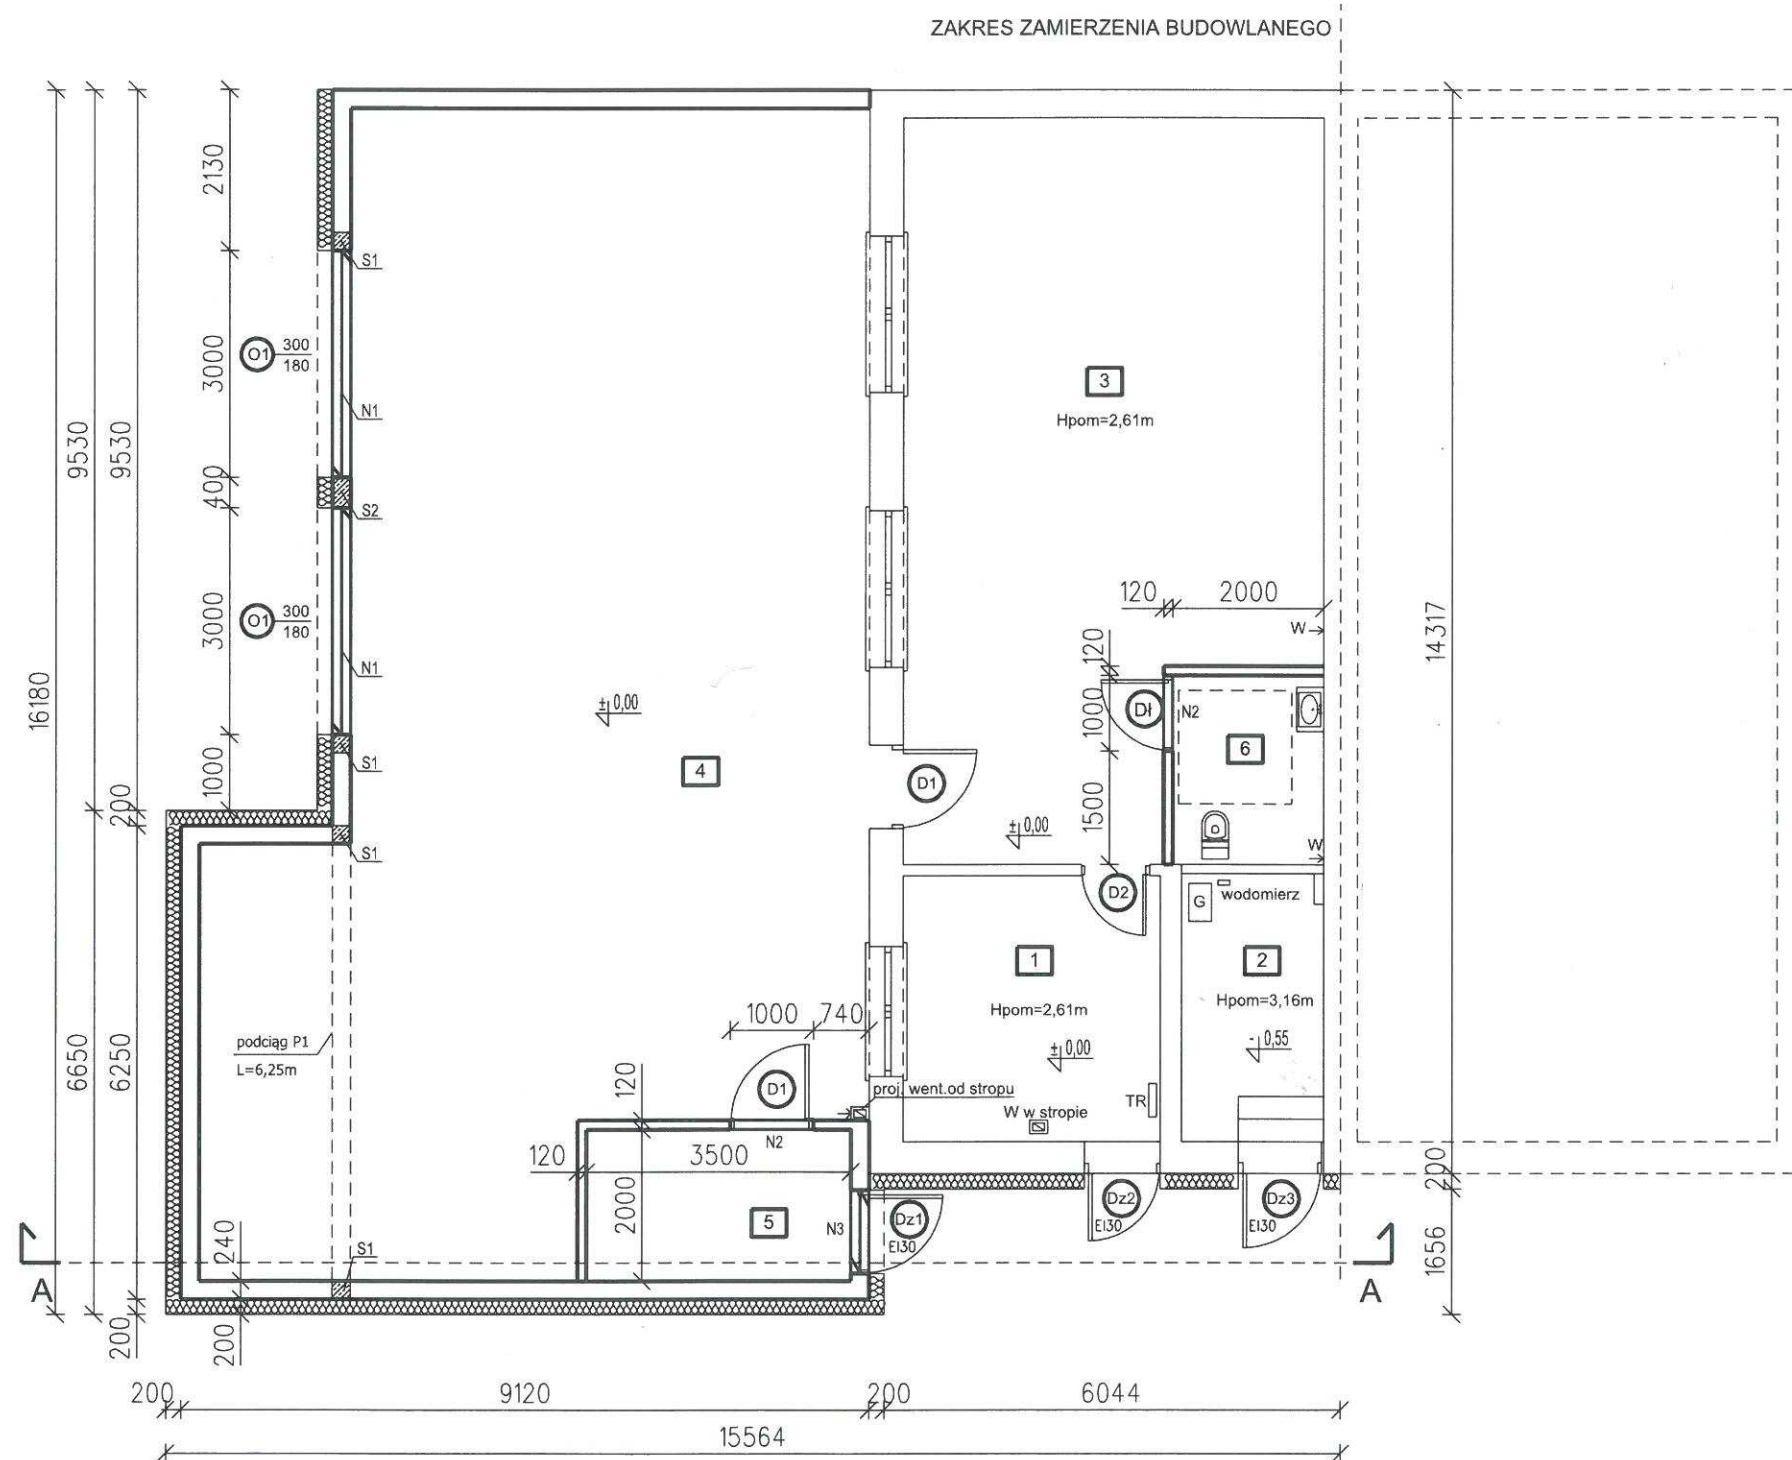 ZAKRES ZAMIERZENIA BUDOWLANEGO
2130
S1
O1 300
180
3000
N1
3
Hpom=2,61m
9530
9530
400
S2
120
2000
W
14317
3000
O1 300
180
N1
120
1000
Dł
N2
16180
±0,00
6
4
1000
S1
D1
200
1500
±0,00
W
S1
D2
G
wodomierz
1
2
Hpom=2,61m
Hpom=3,16m
1000
740
podciąg P1
L=6,25m
±0,00
-0,55
6650
6250
120
D1
proj. went.od stropu
TR
W w stropie
N2
120
3500
200
2000
Dz1
EI30
Dz2
EI30
Dz3
EI30
5
N3
240
S1
1656
A
A
200
200
200
9120
200
6044
15564